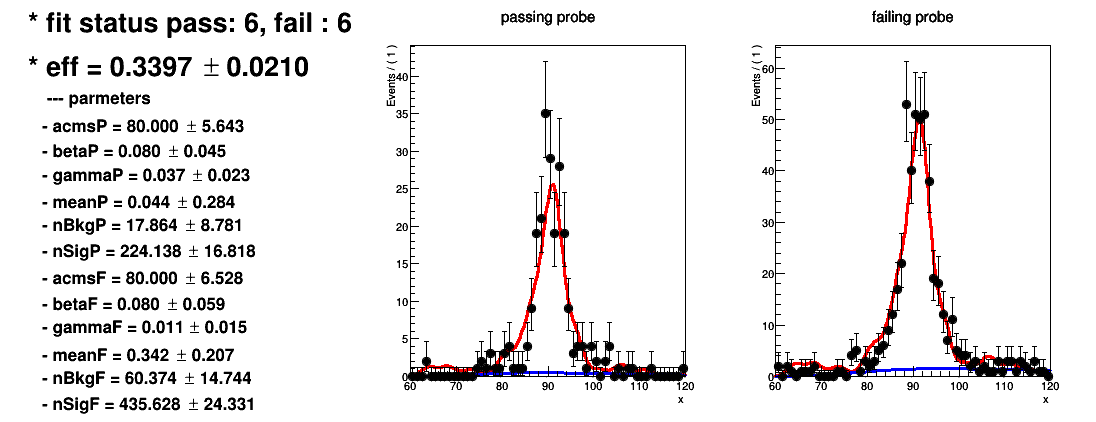 * fit status pass: 6, fail : 6
* eff = 0.3397 ± 0.0210
--- parmeters
- acmsP = 80.000 ± 5.643
- betaP = 0.080 ± 0.045
- gammaP = 0.037 ± 0.023
- meanP = 0.044 ± 0.284
- nBkgP = 17.864 ± 8.781
- nSigP = 224.138 ± 16.818
- acmsF = 80.000 ± 6.528
- betaF = 0.080 ± 0.059
- gammaF = 0.011 ± 0.015
- meanF = 0.342 ± 0.207
- nBkgF = 60.374 ± 14.744
- nSigF = 435.628 ± 24.331
passing probe
Events / ( 1 )
40
35
30
25
20
15
10
5
0
60 70 80 90 100 110 120
x
failing probe
Events / ( 1 )
60
50
40
30
20
10
0
60 70 80 90 100 110 120
x